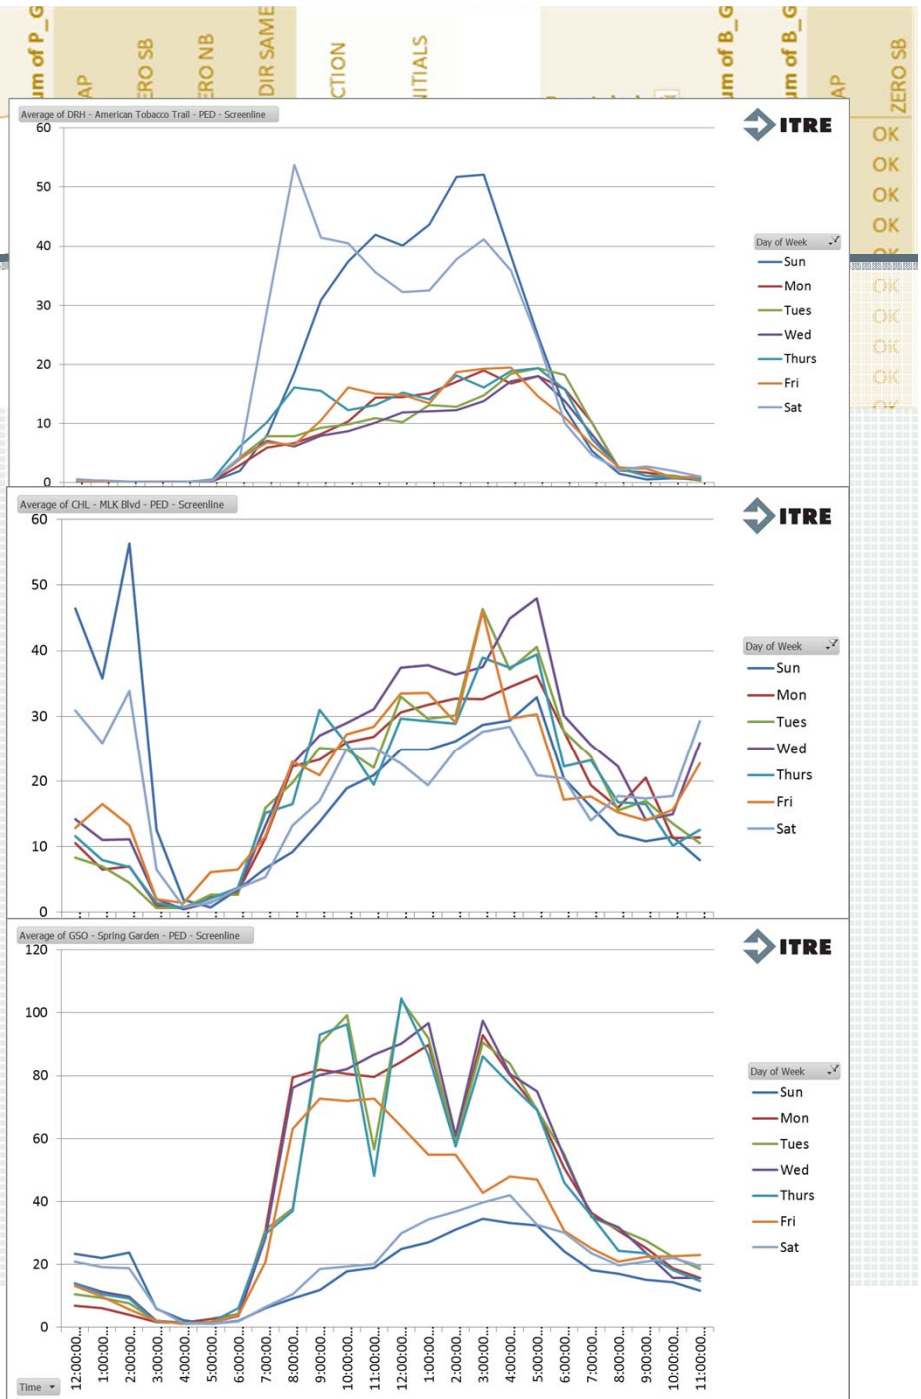 um of P_G
AP
ERO SB
ERO NB
DIR SAME
CTION
ITIALS
um of B_G
um of B_G
AP
ZERO SB
OK
OK
OK
OK
OK
OK
OK
OK
OK
OK
Average of DRH - American Tobacco Trail - PED - Screenline
ITRE
60
50
40
30
20
10
0
Day of Week
Sun
Mon
Tues
Wed
Thurs
Fri
Sat
Average of CHL - MLK Blvd - PED - Screenline
ITRE
60
50
40
30
20
10
0
Day of Week
Sun
Mon
Tues
Wed
Thurs
Fri
Sat
Average of GSO - Spring Garden - PED - Screenline
ITRE
120
100
80
60
40
20
0
Day of Week
Sun
Mon
Tues
Wed
Thurs
Fri
Sat
12:00:00...
1:00:00...
2:00:00...
3:00:00...
4:00:00...
5:00:00...
6:00:00...
7:00:00...
8:00:00...
9:00:00...
10:00:00...
11:00:00...
12:00:00...
1:00:00...
2:00:00...
3:00:00...
4:00:00...
5:00:00...
6:00:00...
7:00:00...
8:00:00...
9:00:00...
10:00:00...
11:00:00...
Time